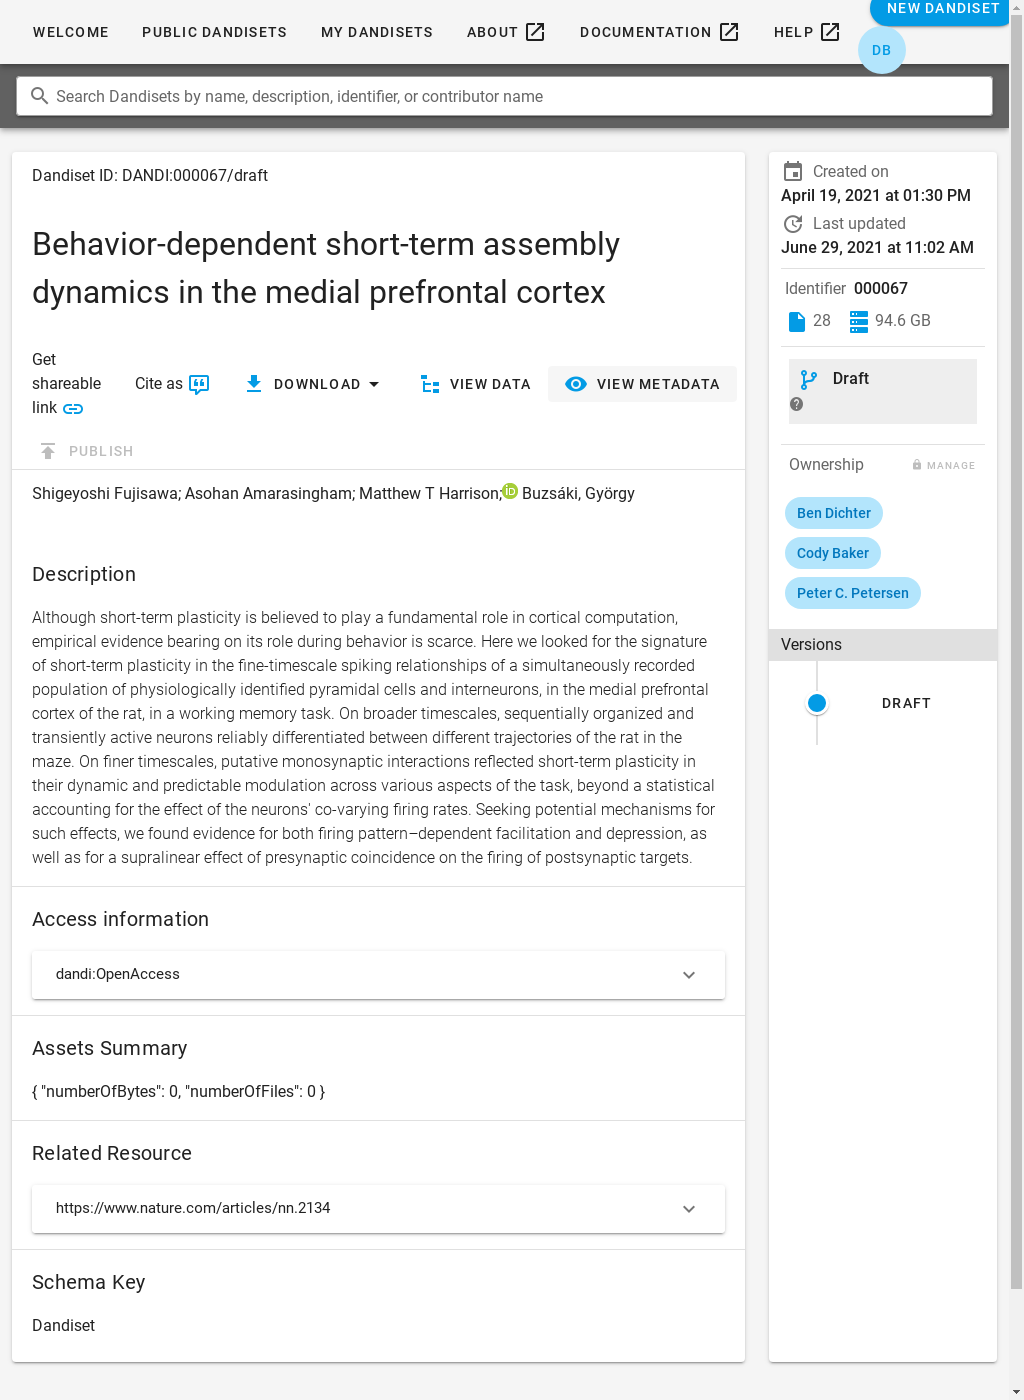 NEW DANDISET
WELCOME PUBLIC DANDISETS MY DANDISETS ABOUT DOCUMENTATION HELP
DB
Search Dandisets by name, description, identifier, or contributor name
Dandiset ID: DANDI:000067/draft
Behavior-dependent short-term assembly
dynamics in the medial prefrontal cortex
Get
shareable
link
Cite as
DOWNLOAD
VIEW DATA
VIEW METADATA
PUBLISH
Shigeyoshi Fujisawa; Asohan Amarasingham; Matthew T Harrison; iD Buzsáki, György
Description
Although short-term plasticity is believed to play a fundamental role in cortical computation,
empirical evidence bearing on its role during behavior is scarce. Here we looked for the signature
of short-term plasticity in the fine-timescale spiking relationships of a simultaneously recorded
population of physiologically identified pyramidal cells and interneurons, in the medial prefrontal
cortex of the rat, in a working memory task. On broader timescales, sequentially organized and
transiently active neurons reliably differentiated between different trajectories of the rat in the
maze. On finer timescales, putative monosynaptic interactions reflected short-term plasticity in
their dynamic and predictable modulation across various aspects of the task, beyond a statistical
accounting for the effect of the neurons' co-varying firing rates. Seeking potential mechanisms for
such effects, we found evidence for both firing pattern–dependent facilitation and depression, as
well as for a supralinear effect of presynaptic coincidence on the firing of postsynaptic targets.
Access information
dandi:OpenAccess
Assets Summary
{ "numberOfBytes": 0, "numberOfFiles": 0 }
Related Resource
https://www.nature.com/articles/nn.2134
Schema Key
Dandiset
Created on
April 19, 2021 at 01:30 PM
Last updated
June 29, 2021 at 11:02 AM
Identifier 000067
28 94.6 GB
Draft
Ownership MANAGE
Ben Dichter
Cody Baker
Peter C. Petersen
Versions
DRAFT